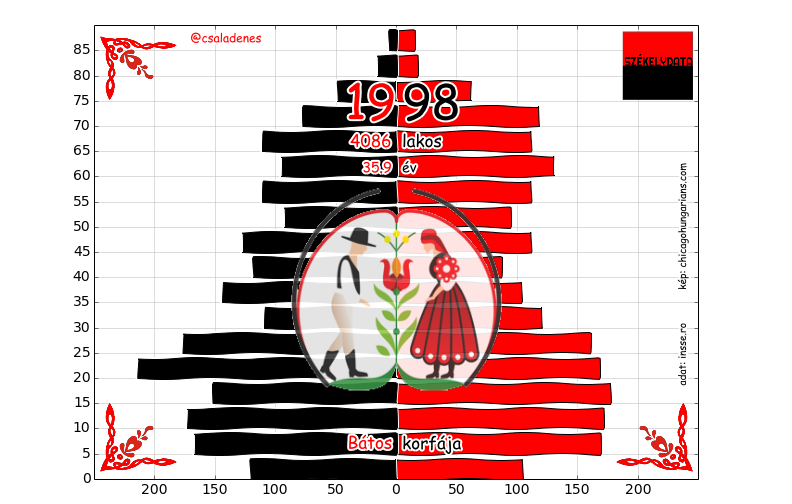 @csaladenes
SZÉKELYDATA
1998
4086 lakos
35.9 év
kép: chicagohungarians.com
adat: insse.ro
Bátos korfája
85
80
75
70
65
60
55
50
45
40
35
30
25
20
15
10
5
0
200 150 100 50 0 50 100 150 200